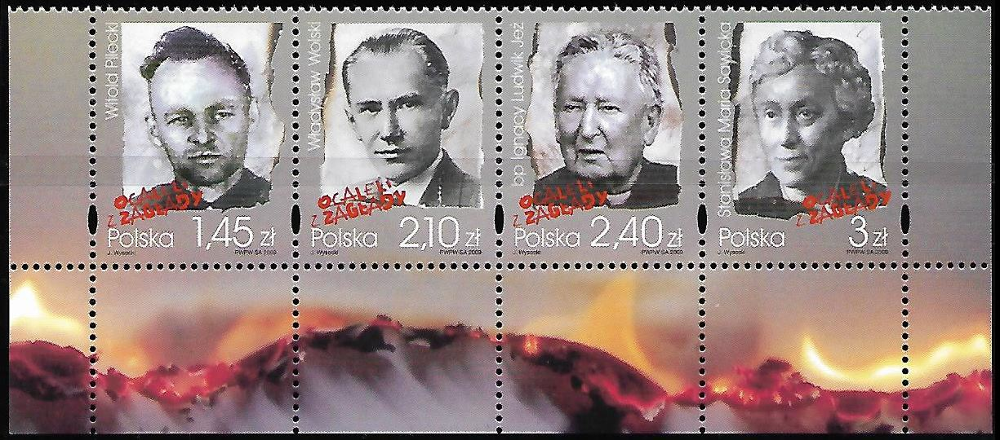 Witold Pilecki
OCALELI
Z ZAGŁADY
Polska 1,45 zł
J. Wysocki PWPW SA 2009
Władysław Wolski
OCALELI
Z ZAGŁADY
Polska 2,10 zł
J. Wysocki PWPW SA 2009
bp Ignacy Ludwik Jeż
OCALELI
Z ZAGŁADY
Polska 2,40 zł
J. Wysocki PWPW SA 2009
Stanisława Maria Sawicka
OCALELI
Z ZAGŁADY
Polska 3 zł
J. Wysocki PWPW SA 2009